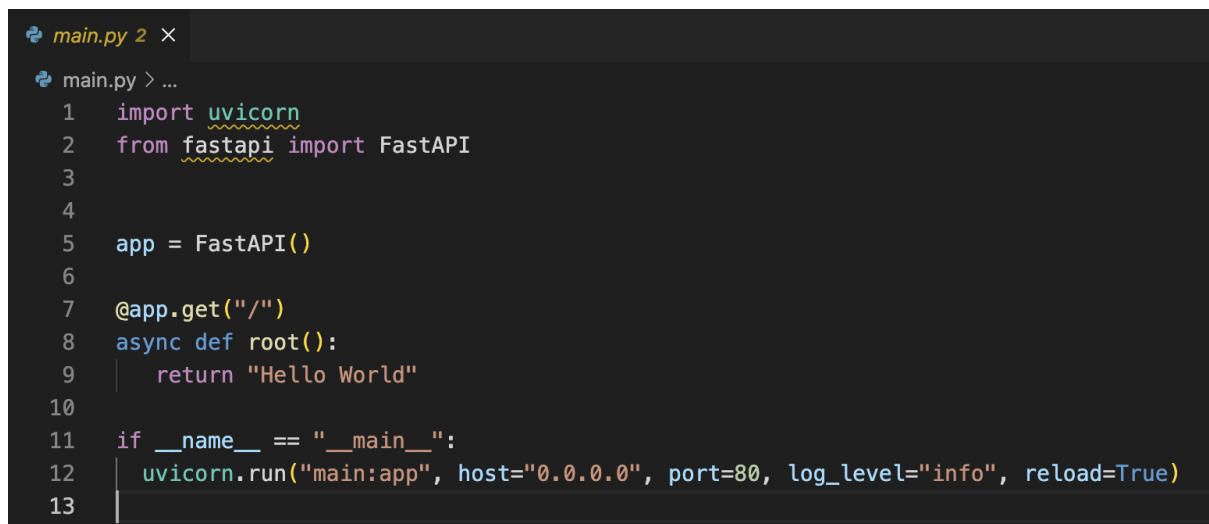 main.py 2 ×
main.py > ...
1 import uvicorn
2 from fastapi import FastAPI
3
4
5 app = FastAPI()
6
7 @app.get("/")
8 async def root():
9    return "Hello World"
10
11 if __name__ == "__main__":
12   uvicorn.run("main:app", host="0.0.0.0", port=80, log_level="info", reload=True)
13